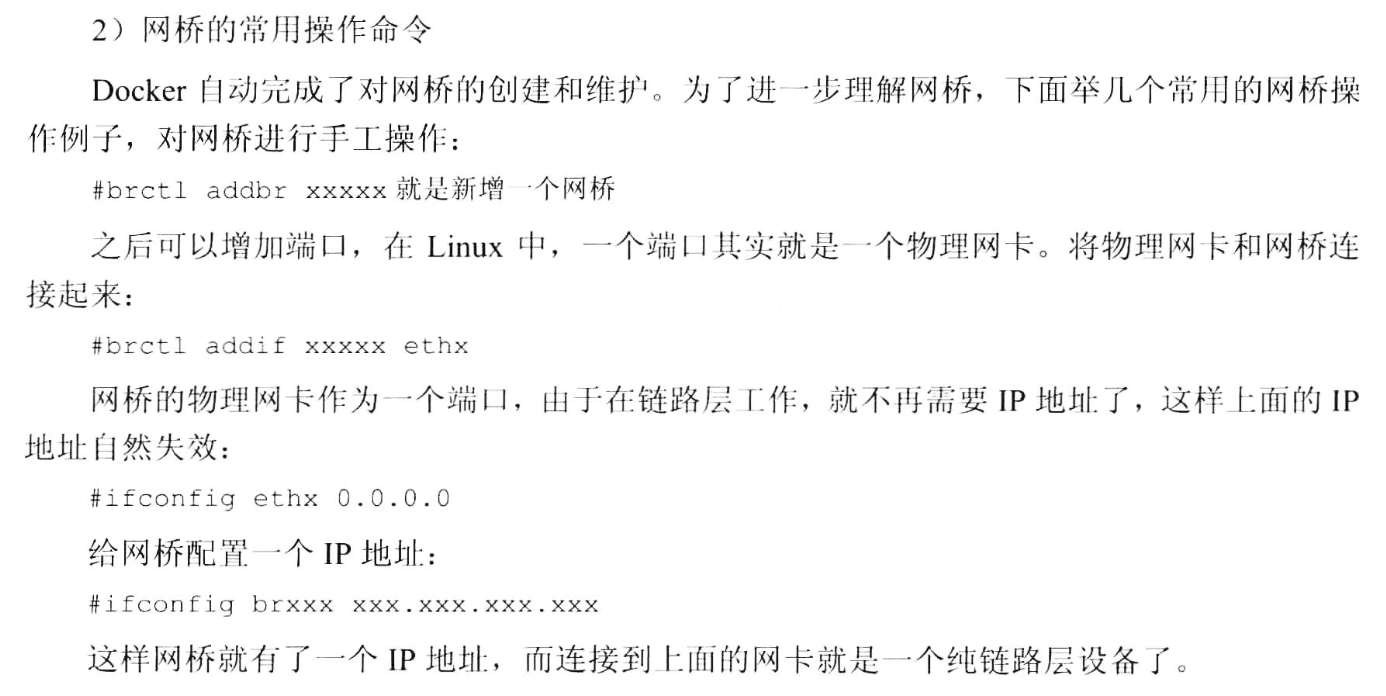 2）网桥的常用操作命令
Docker 自动完成了对网桥的创建和维护。为了进一步理解网桥，下面举几个常用的网桥操
作例子，对网桥进行手工操作：
#brctl addbr xxxxx 就是新增一个网桥
之后可以增加端口，在 Linux 中，一个端口其实就是一个物理网卡。将物理网卡和网桥连
接起来：
#brctl addif xxxxx ethx
网桥的物理网卡作为一个端口，由于在链路层工作，就不再需要 IP 地址了，这样上面的 IP
地址自然失效：
#ifconfig ethx 0.0.0.0
给网桥配置一个 IP 地址：
#ifconfig brxxx xxx.xxx.xxx.xxx
这样网桥就有了一个 IP 地址，而连接到上面的网卡就是一个纯链路层设备了。